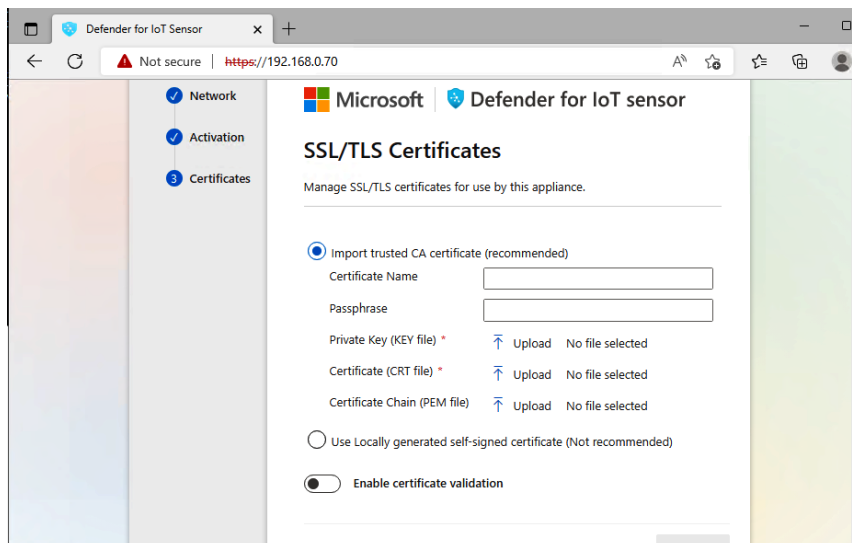 Defender for IoT Sensor
Not secure https://192.168.0.70
Network
Activation
3 Certificates
Microsoft Defender for IoT sensor
SSL/TLS Certificates
Manage SSL/TLS certificates for use by this appliance.
Import trusted CA certificate (recommended)
Certificate Name
Passphrase
Private Key (KEY file) * Upload No file selected
Certificate (CRT file) * Upload No file selected
Certificate Chain (PEM file) Upload No file selected
Use Locally generated self-signed certificate (Not recommended)
Enable certificate validation